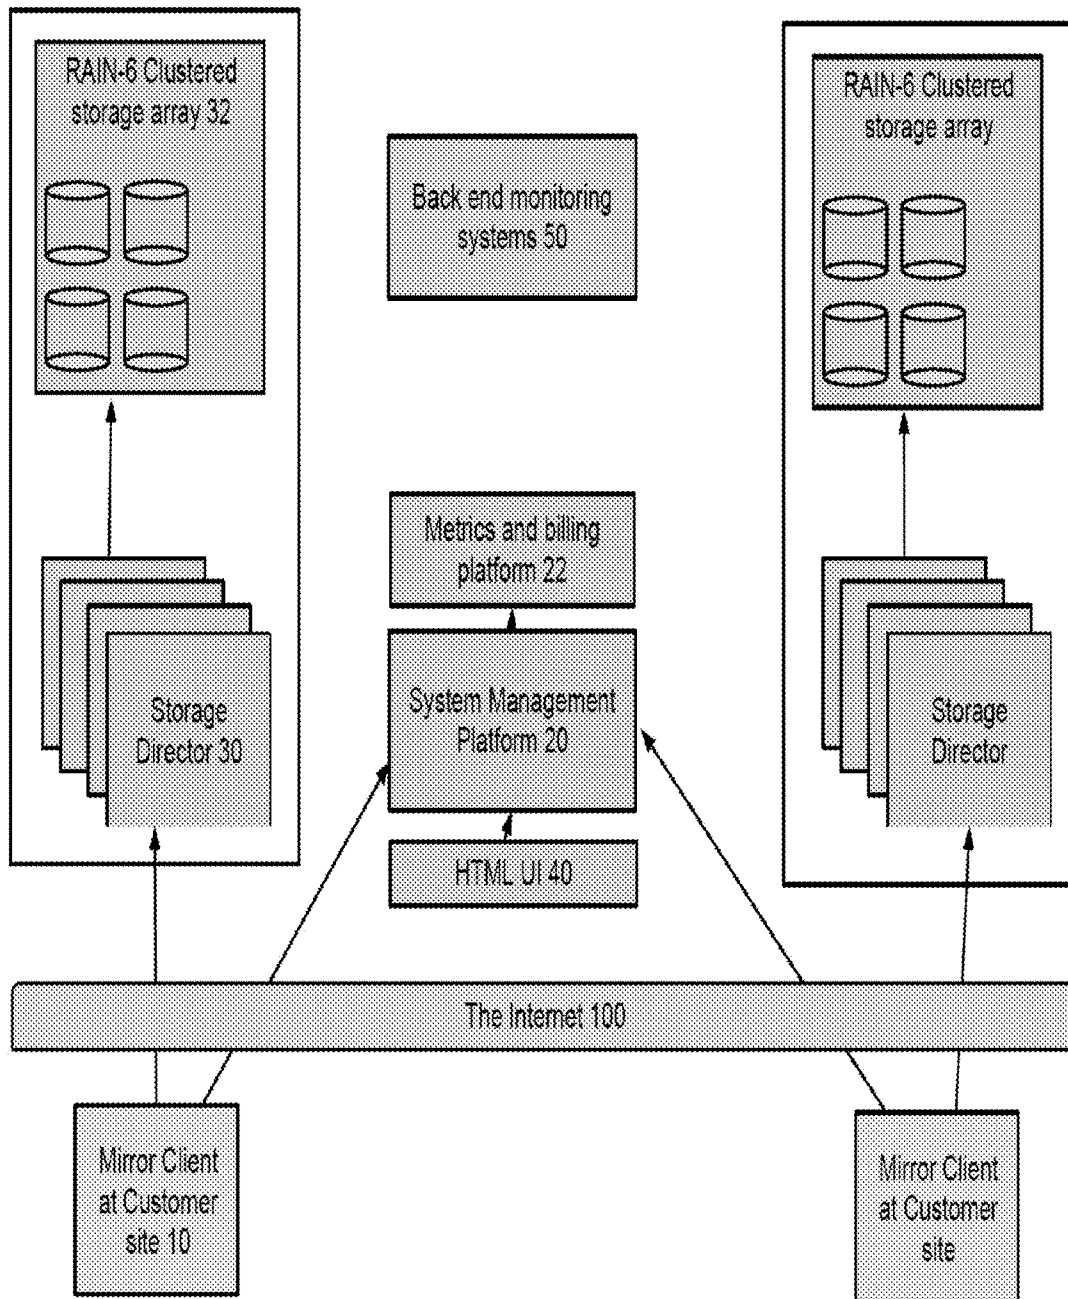 RAIN-6 Clustered
storage array 32
RAIN-6 Clustered
storage array
Back end monitoring
systems 50
Metrics and billing
platform 22
System Management
Platform 20
HTML UI 40
Storage
Director 30
Storage
Director
The Internet 100
Mirror Client
at Customer
site 10
Mirror Client
at Customer
site